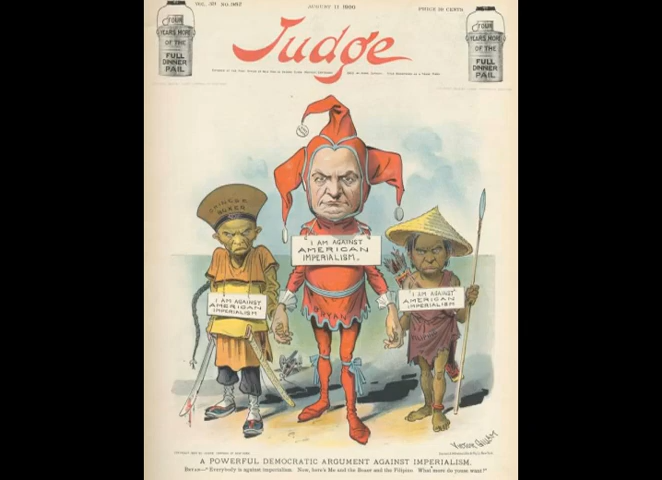 VOL. 39 NO. 982
AUGUST 11 1900
PRICE 10 CENTS
FOUR
YEARS MORE
OF THE
FULL
DINNER
PAIL
Judge
FOUR
YEARS MORE
OF THE
FULL
DINNER
PAIL
BOXER
"I AM AGAINST
AMERICAN
IMPERIALISM."
I AM AGAINST
AMERICAN
IMPERIALISM
"I AM AGAINST
AMERICAN
IMPERIALISM
BRYAN
VICTOR GILLAM
A POWERFUL DEMOCRATIC ARGUMENT AGAINST IMPERIALISM.
BRYAN—"Everybody is against imperialism. Now, here's Me and the Boxer and the Filipino. What more do youse want?"